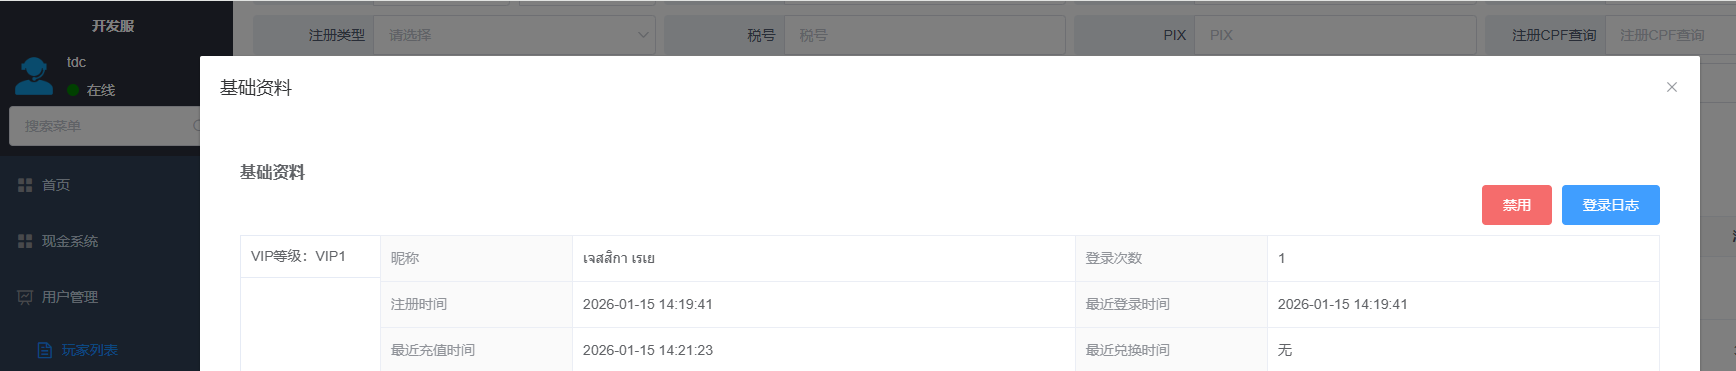 开发服
tdc
在线
搜索菜单
首页
现金系统
用户管理
玩家列表
注册类型 请选择 税号 税号 PIX PIX 注册CPF查询 注册CPF查询
基础资料
基础资料
禁用 登录日志
VIP等级：VIP1 昵称 เจสสิกา เรเย 登录次数 1
注册时间 2026-01-15 14:19:41 最近登录时间 2026-01-15 14:19:41
最近充值时间 2026-01-15 14:21:23 最近兑换时间 无